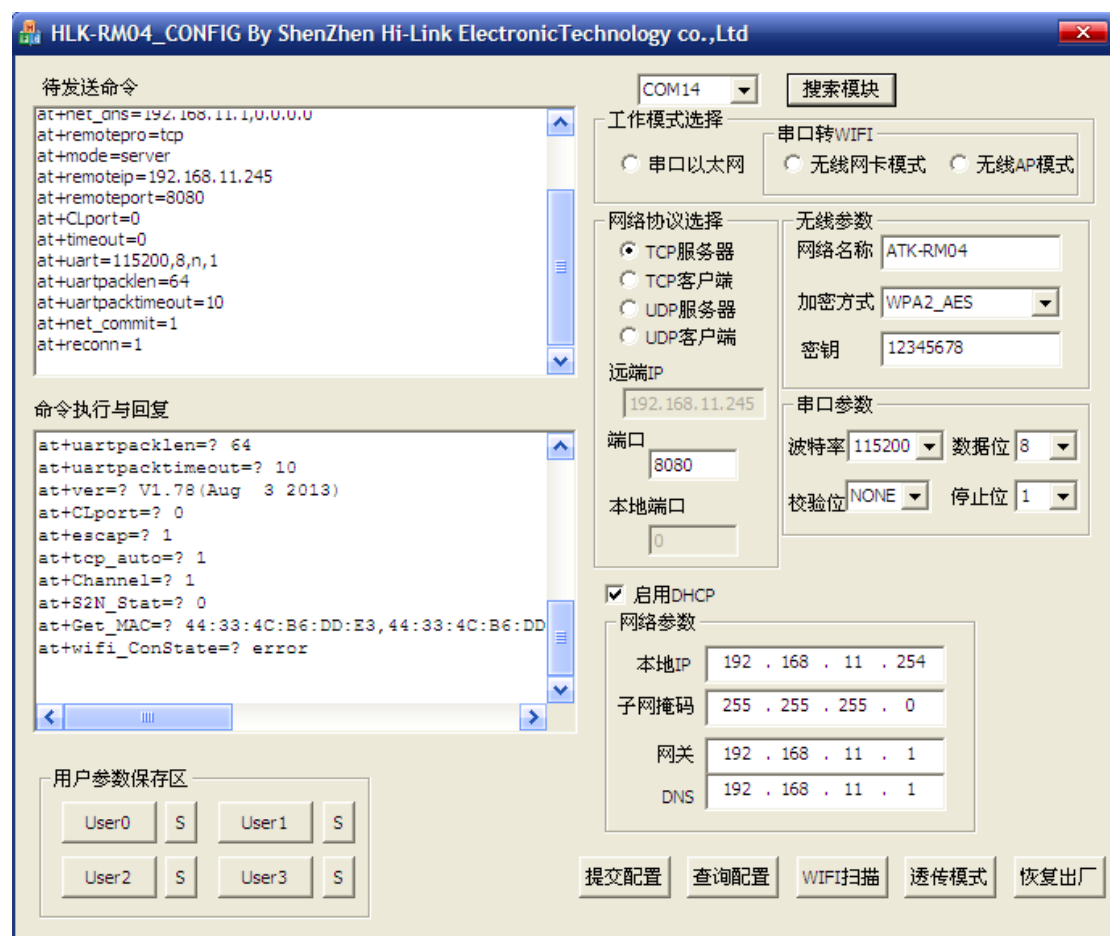 HLK-RM04_CONFIG By ShenZhen Hi-Link ElectronicTechnology co.,Ltd
待发送命令
at+net_dns=192.168.11.1,0.0.0.0
at+remotepro=tcp
at+mode=server
at+remoteip=192.168.11.245
at+remoteport=8080
at+CLport=0
at+timeout=0
at+uart=115200,8,n,1
at+uartpacklen=64
at+uartpacktimeout=10
at+net_commit=1
at+reconn=1
命令执行与回复
at+uartpacklen=? 64
at+uartpacktimeout=? 10
at+ver=? V1.78(Aug  3 2013)
at+CLport=? 0
at+escap=? 1
at+tcp_auto=? 1
at+Channel=? 1
at+S2N_Stat=? 0
at+Get_MAC=? 44:33:4C:B6:DD:E3,44:33:4C:B6:DD
at+wifi_ConState=? error
用户参数保存区
User0 S User1 S
User2 S User3 S
COM14 搜索模块
工作模式选择
串口转WIFI
串口以太网 无线网卡模式 无线AP模式
网络协议选择
TCP服务器
TCP客户端
UDP服务器
UDP客户端
远端IP
192.168.11.245
端口
8080
本地端口
0
无线参数
网络名称 ATK-RM04
加密方式 WPA2_AES
密钥 12345678
串口参数
波特率 115200 数据位 8
校验位 NONE 停止位 1
启用DHCP
网络参数
本地IP 192 . 168 . 11 . 254
子网掩码 255 . 255 . 255 . 0
网关 192 . 168 . 11 . 1
DNS 192 . 168 . 11 . 1
提交配置 查询配置 WIFI扫描 透传模式 恢复出厂